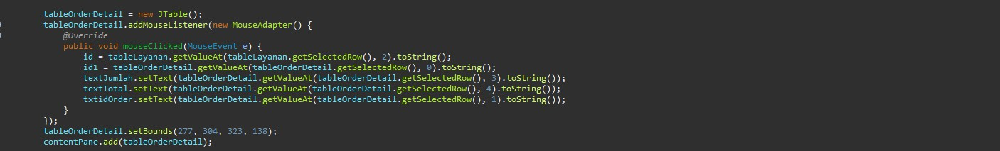 tableOrderDetail = new JTable();
tableOrderDetail.addMouseListener(new MouseAdapter() {
@Override
public void mouseClicked(MouseEvent e) {
id = tableLayanan.getValueAt(tableLayanan.getSelectedRow(), 2).toString();
id1 = tableOrderDetail.getValueAt(tableOrderDetail.getSelectedRow(), 0).toString();
textJumlah.setText(tableOrderDetail.getValueAt(tableOrderDetail.getSelectedRow(), 3).toString());
textTotal.setText(tableOrderDetail.getValueAt(tableOrderDetail.getSelectedRow(), 4).toString());
txtidOrder.setText(tableOrderDetail.getValueAt(tableOrderDetail.getSelectedRow(), 1).toString());
}
});
tableOrderDetail.setBounds(277, 304, 323, 138);
contentPane.add(tableOrderDetail);